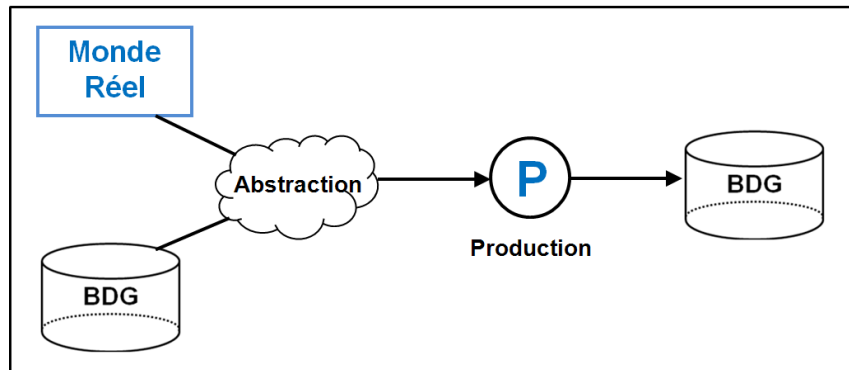 Monde
Réel
Abstraction
P
Production
BDG
BDG